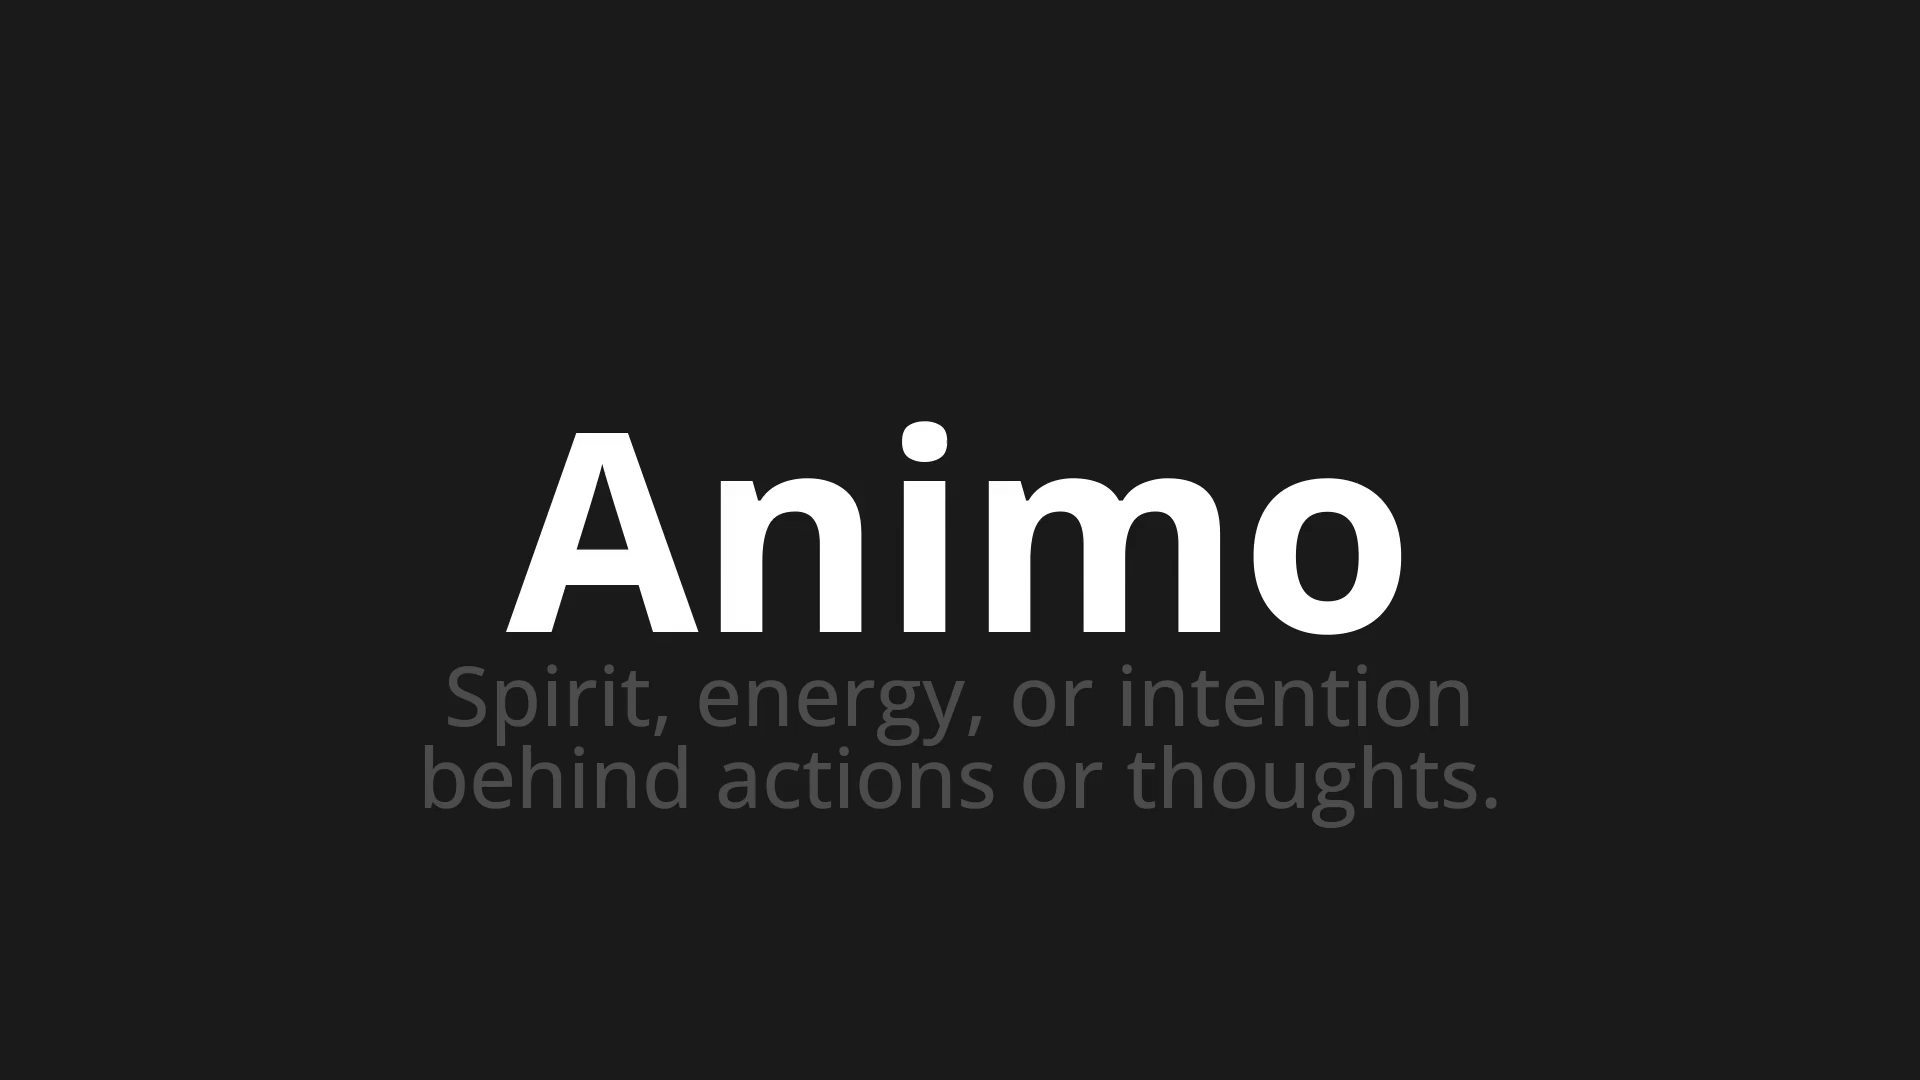 Animo
Spirit, energy, or intention
behind actions or thoughts.